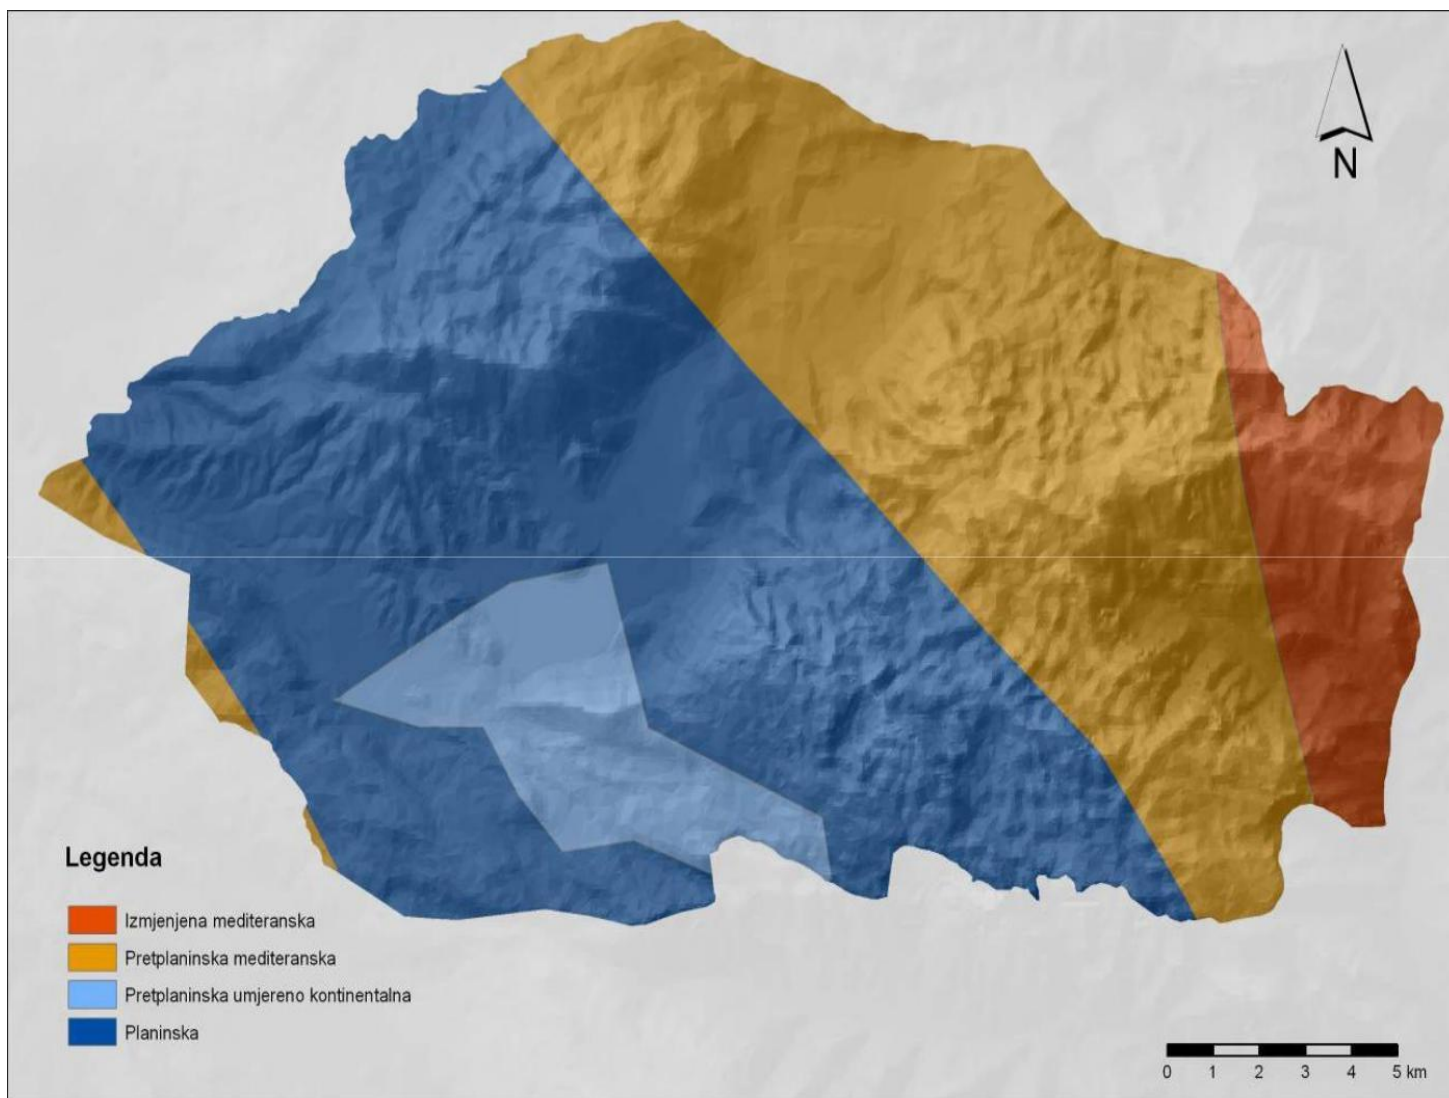 N
Legenda
Izmjenjena mediteranska
Pretplaninska mediteranska
Pretplaninska umjereno kontinentalna
Planinska
0 1 2 3 4 5 km